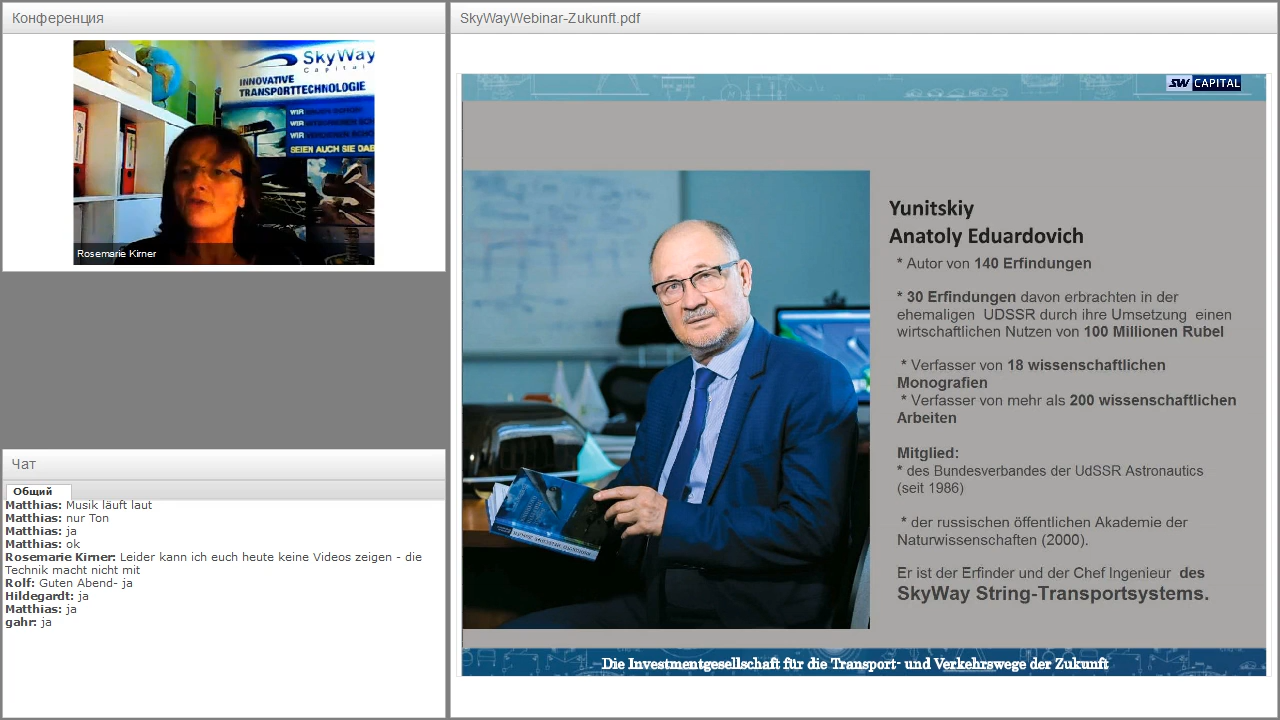 Конференция
SkyWay
Capital
INNOVATIVE
TRANSPORTTECHNOLOGIE
WIR
WIR
WIR
SEIEN AUCH SIE DAB
Rosemarie Kirner
Чат
Общий
Matthias: Musik läuft laut
Matthias: nur Ton
Matthias: ja
Matthias: ok
Rosemarie Kirner: Leider kann ich euch heute keine Videos zeigen - die
Technik macht nicht mit
Rolf: Guten Abend- ja
Hildegardt: ja
Matthias: ja
gahr: ja
SkyWayWebinar-Zukunft.pdf
SW CAPITAL
Yunitskiy
Anatoly Eduardovich
* Autor von 140 Erfindungen
* 30 Erfindungen davon erbrachten in der
ehemaligen UDSSR durch ihre Umsetzung einen
wirtschaftlichen Nutzen von 100 Millionen Rubel
* Verfasser von 18 wissenschaftlichen
Monografien
* Verfasser von mehr als 200 wissenschaftlichen
Arbeiten
Mitglied:
* des Bundesverbandes der UdSSR Astronautics
(seit 1986)
* der russischen öffentlichen Akademie der
Naturwissenschaften (2000).
Er ist der Erfinder und der Chef Ingenieur des
SkyWay String-Transportsystems.
Die Investmentgesellschaft für die Transport- und Verkehrswege der Zukunft